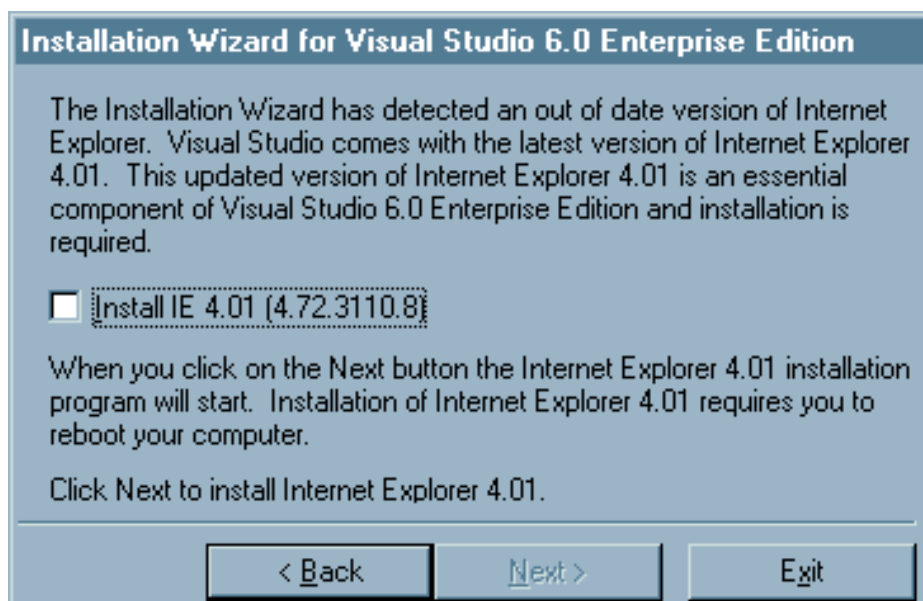 Installation Wizard for Visual Studio 6.0 Enterprise Edition
The Installation Wizard has detected an out of date version of Internet
Explorer. Visual Studio comes with the latest version of Internet Explorer
4.01. This updated version of Internet Explorer 4.01 is an essential
component of Visual Studio 6.0 Enterprise Edition and installation is
required.
Install IE 4.01 (4.72.3110.8)
When you click on the Next button the Internet Explorer 4.01 installation
program will start. Installation of Internet Explorer 4.01 requires you to
reboot your computer.
Click Next to install Internet Explorer 4.01.
< Back Next > Exit